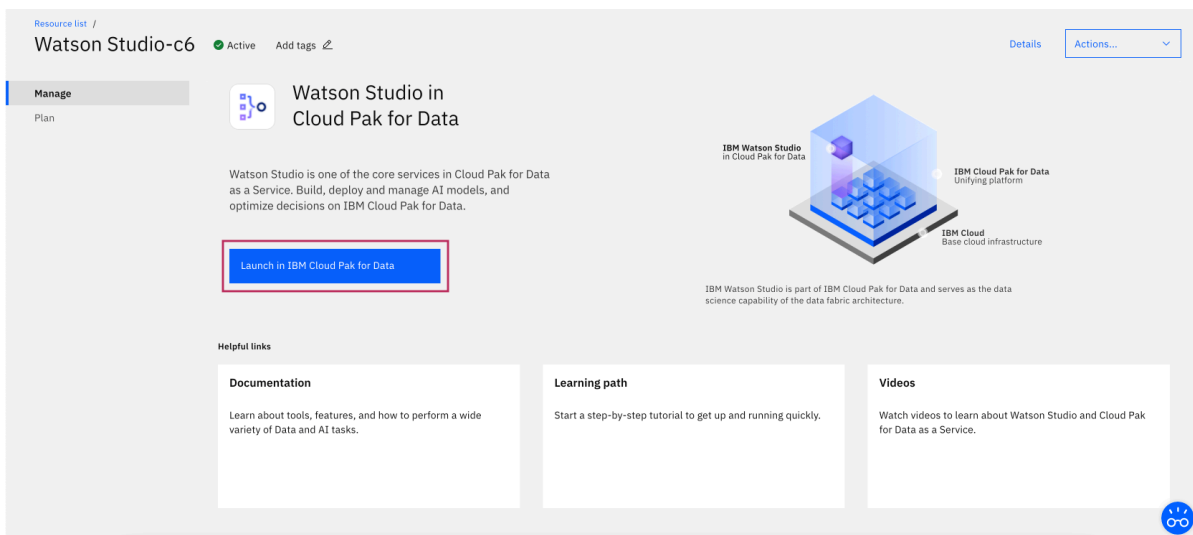 Resource list /
Watson Studio-c6
Active
Add tags
Details
Actions...
Manage
Plan
Watson Studio in
Cloud Pak for Data
Watson Studio is one of the core services in Cloud Pak for Data
as a Service. Build, deploy and manage AI models, and
optimize decisions on IBM Cloud Pak for Data.
Launch in IBM Cloud Pak for Data
IBM Watson Studio
in Cloud Pak for Data
IBM Cloud Pak for Data
Unifying platform
IBM Cloud
Base cloud infrastructure
IBM Watson Studio is part of IBM Cloud Pak for Data and serves as the data
science capability of the data fabric architecture.
Helpful links
Documentation
Learn about tools, features, and how to perform a wide
variety of Data and AI tasks.
Learning path
Start a step-by-step tutorial to get up and running quickly.
Videos
Watch videos to learn about Watson Studio and Cloud Pak
for Data as a Service.